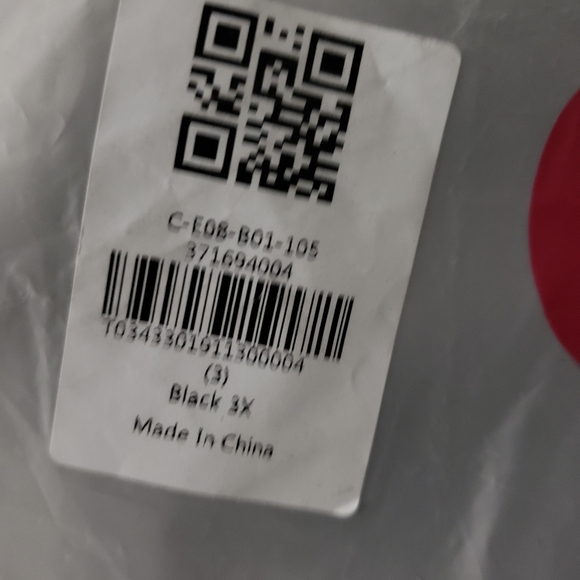 C-E08-B01-105
371694004
T0343301911300004
(3)
Black 3X
Made In China